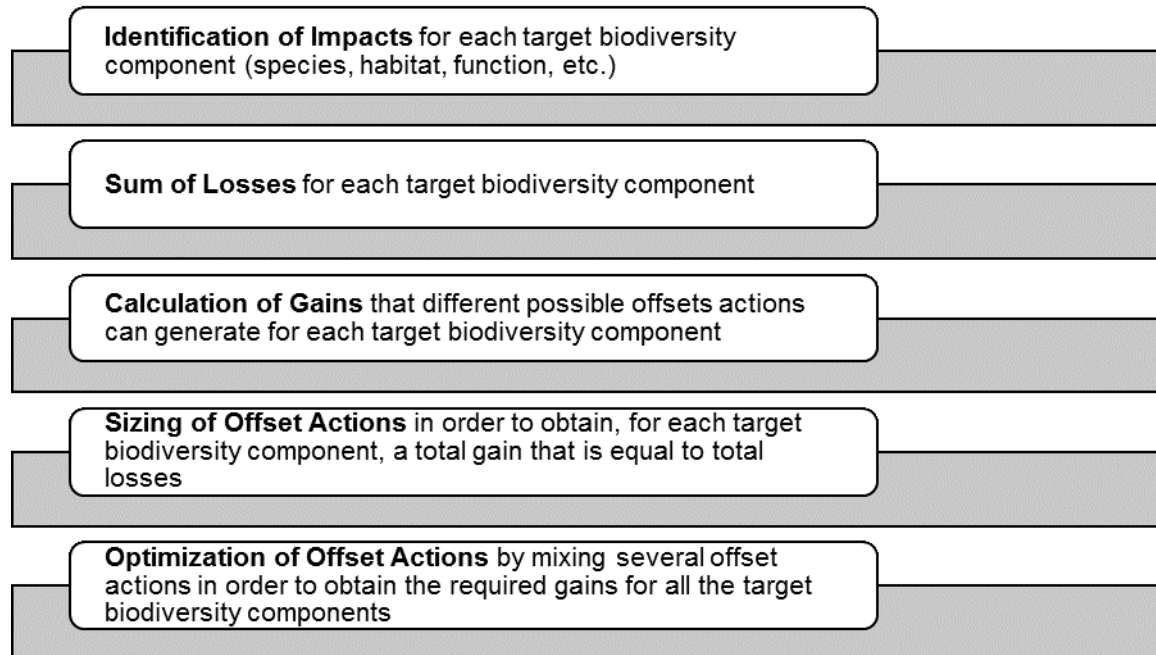 Identification of Impacts for each target biodiversity
component (species, habitat, function, etc.)
Sum of Losses for each target biodiversity component
Calculation of Gains that different possible offsets actions
can generate for each target biodiversity component
Sizing of Offset Actions in order to obtain, for each target
biodiversity component, a total gain that is equal to total
losses
Optimization of Offset Actions by mixing several offset
actions in order to obtain the required gains for all the target
biodiversity components